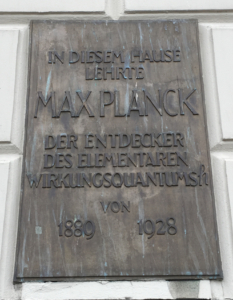 IN DIESEM HAUSE
LEHRTE
MAX PLANCK
DER ENTDECKER
DES ELEMENTAREN
WIRKUNGSQUANTUMS h
VON
1889 1928